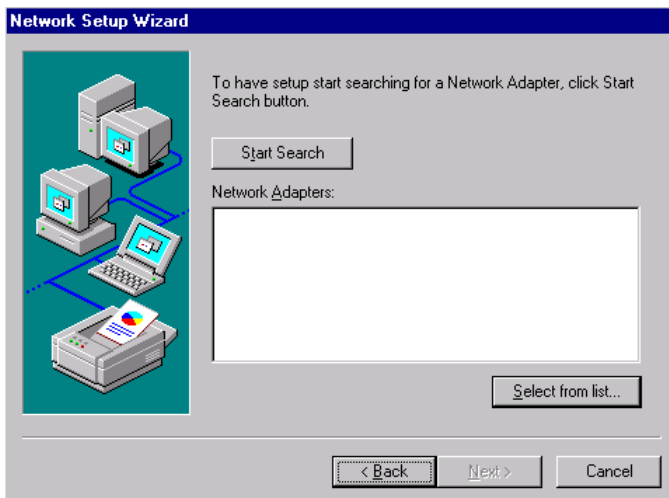 Network Setup Wizard
To have setup start searching for a Network Adapter, click Start
Search button.
Start Search
Network Adapters:
Select from list...
< Back
Next >
Cancel